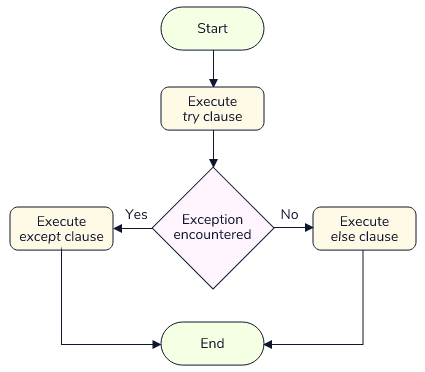 Start
Execute
try clause
Exception
encountered
Yes
No
Execute
except clause
Execute
else clause
End